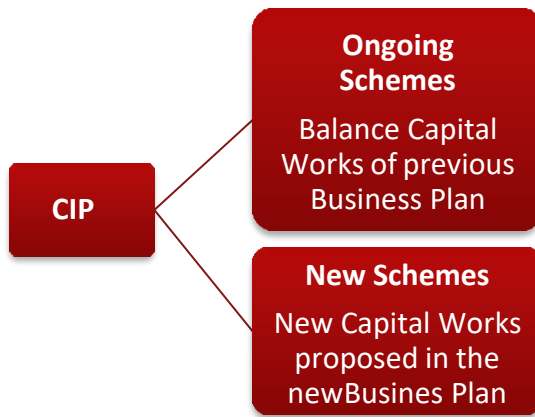 CIP
Ongoing
Schemes
Balance Capital
Works of previous
Business Plan
New Schemes
New Capital Works
proposed in the
newBusines Plan